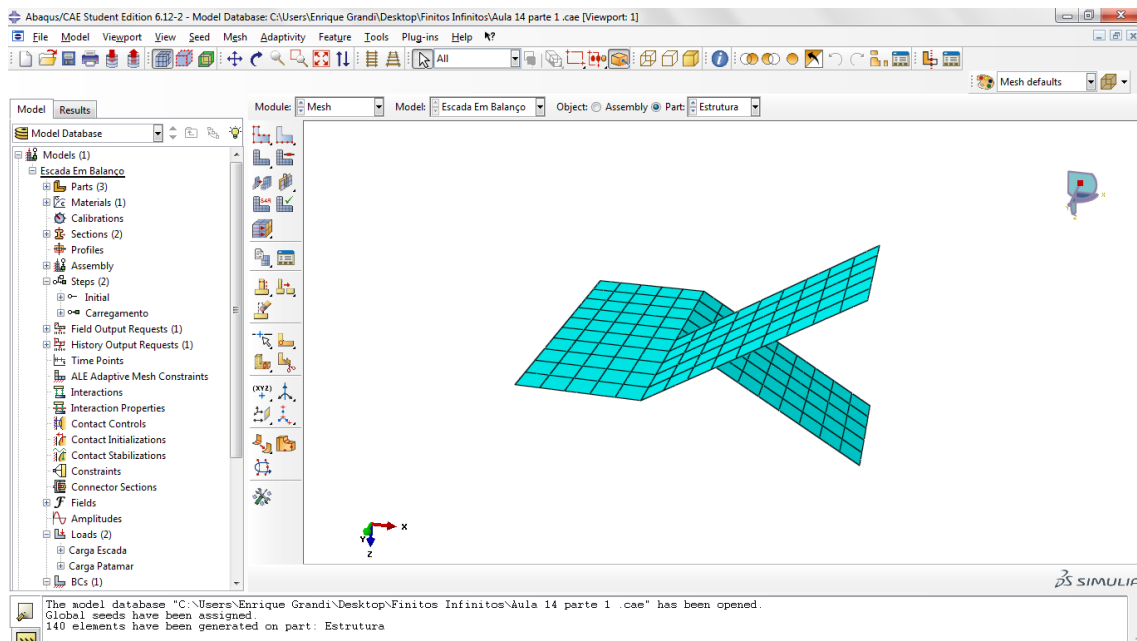 Abaqus/CAE Student Edition 6.12-2 - Model Database: C:\Users\Enrique Grandi\Desktop\Finitos Infinitos\Aula 14 parte 1 .cae [Viewport: 1]
File Model Viewport View Seed Mesh Adaptivity Feature Tools Plug-ins Help
All
Mesh defaults
Model Results
Module: Mesh Model: Escada Em Balanço Object: Assembly Part: Estrutura
Model Database
Models (1)
Escada Em Balanço
Parts (3)
Materials (1)
Calibrations
Sections (2)
Profiles
Assembly
Steps (2)
Initial
Carregamento
Field Output Requests (1)
History Output Requests (1)
Time Points
ALE Adaptive Mesh Constraints
Interactions
Interaction Properties
Contact Controls
Contact Initializations
Contact Stabilizations
Constraints
Connector Sections
Fields
Amplitudes
Loads (2)
Carga Escada
Carga Patamar
BCs (1)
S4R
(XYZ)
X
Y
Z
SIMULIA
The model database "C:\Users\Enrique Grandi\Desktop\Finitos Infinitos\Aula 14 parte 1 .cae" has been opened.
Global seeds have been assigned.
140 elements have been generated on part: Estrutura